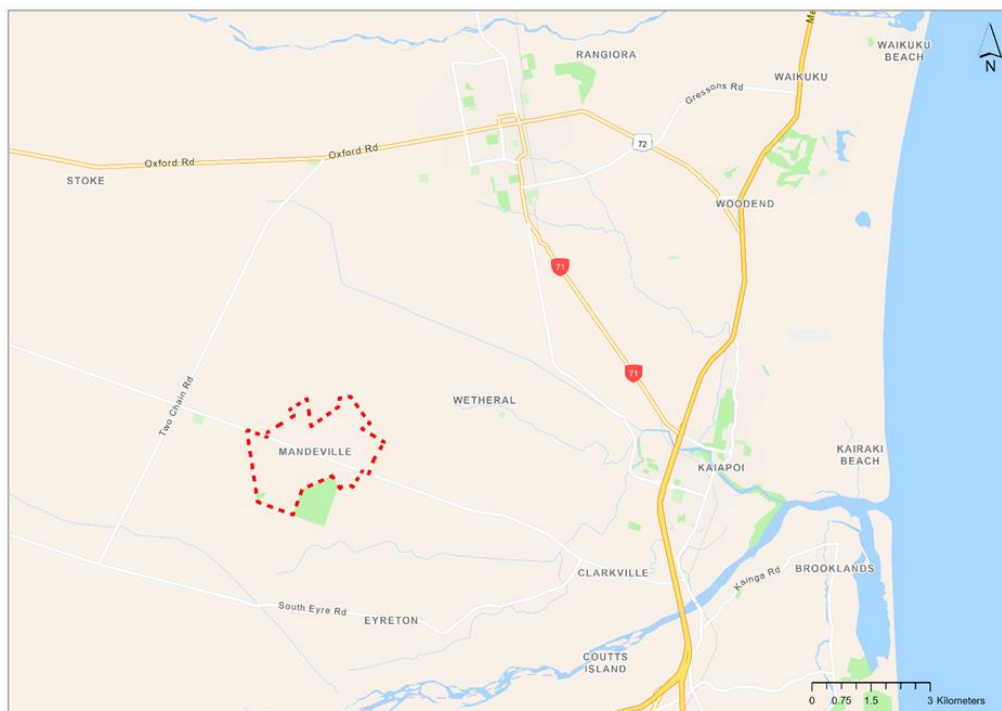 WAIKUKU
BEACH
N
RANGIORA
WAIKUKU
Gressons Rd
72
Oxford Rd
Oxford Rd
STOKE
WOODEND
71
71
Two Chain Rd
WETHERAL
MANDEVILLE
KAIRAKI
BEACH
KAIAPOI
CLARKVILLE
Kainga Rd
BROOKLANDS
South Eyre Rd
EYRETON
COUTTS
ISLAND
0 0.75 1.5 3 Kilometers